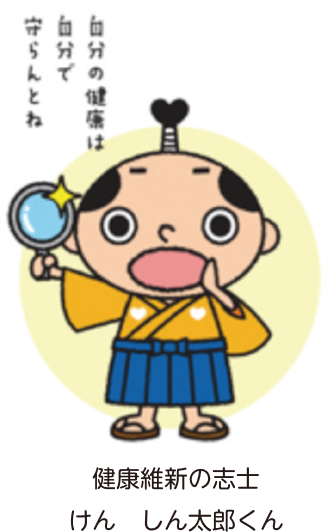 自分の健康は
自分で
守らんとね
健康維新の志士
けん　しん太郎くん